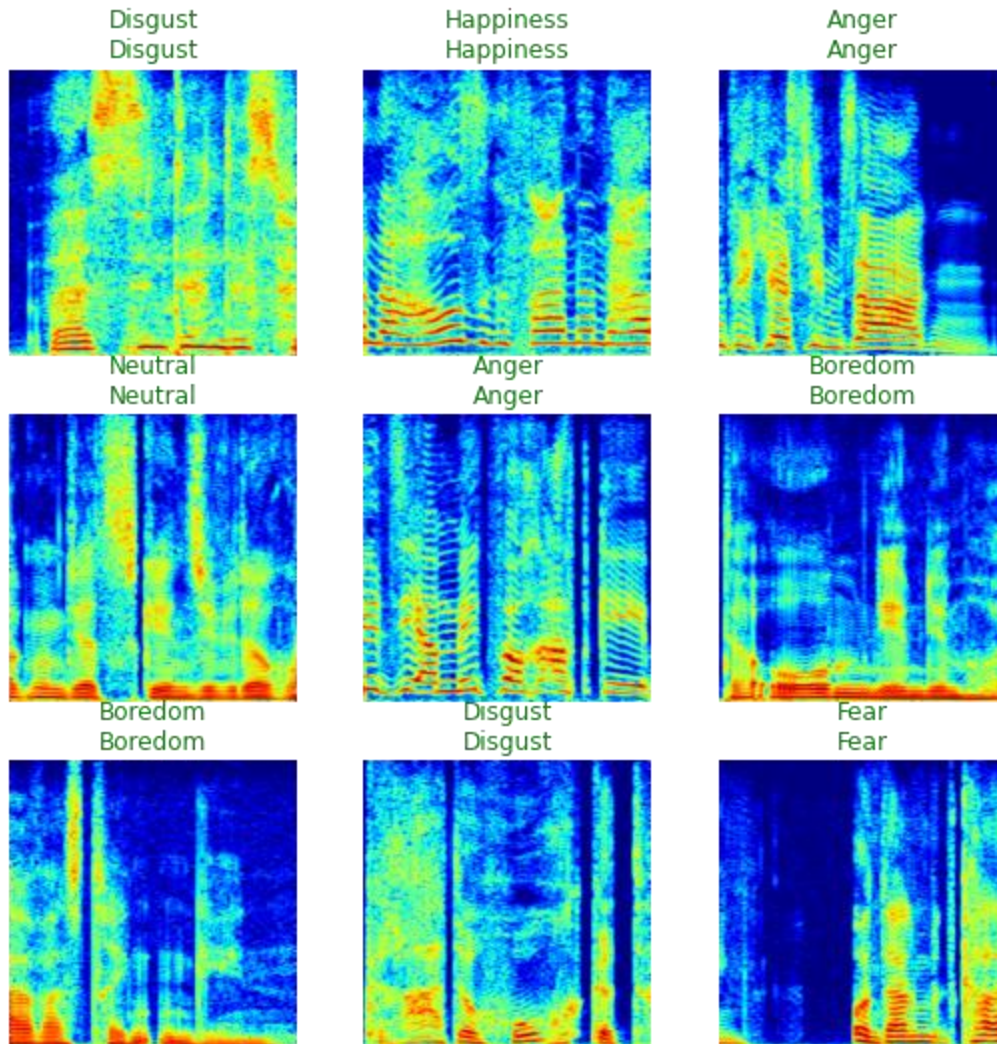 Disgust
Disgust
Happiness
Happiness
Anger
Anger
Neutral
Neutral
Anger
Anger
Boredom
Boredom
Boredom
Boredom
Disgust
Disgust
Fear
Fear